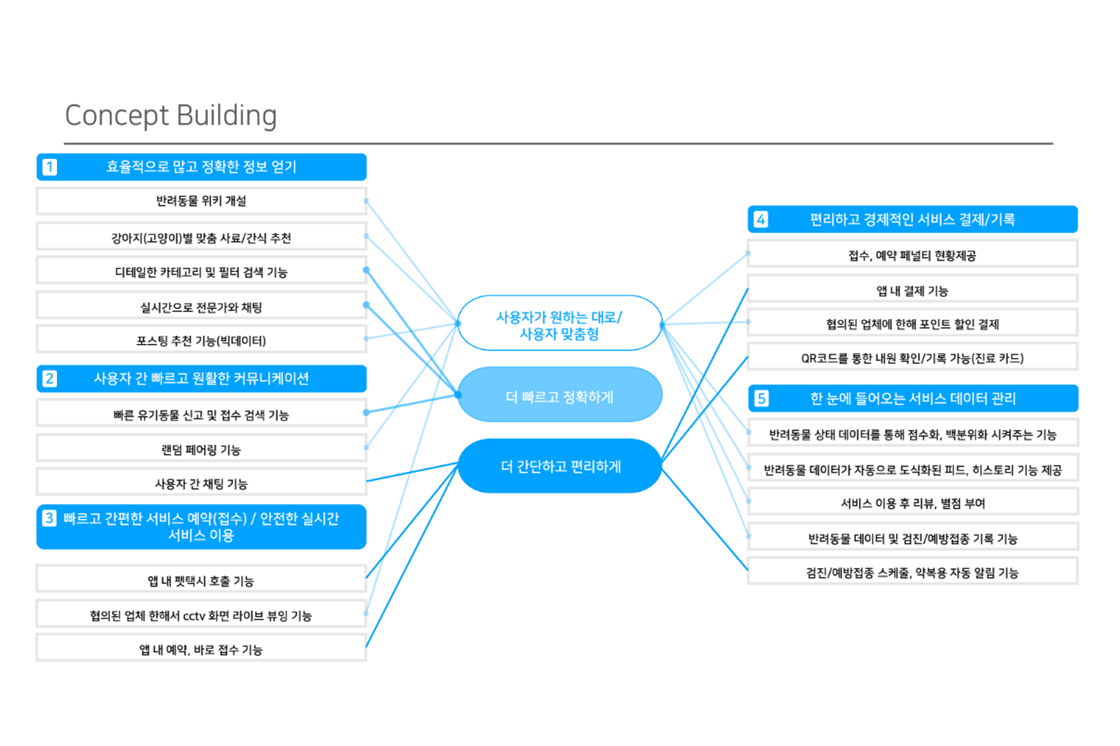 Concept Building
1 효율적으로 많고 정확한 정보 얻기
반려동물 위키 개설
강아지(고양이)별 맞춤 사료/간식 추천
디테일한 카테고리 및 필터 검색 기능
실시간으로 전문가와 채팅
포스팅 추천 기능(빅데이터)
2 사용자 간 빠르고 원활한 커뮤니케이션
빠른 유기동물 신고 및 접수 검색 기능
랜덤 페어링 기능
사용자 간 채팅 기능
3 빠르고 간편한 서비스 예약(접수) / 안전한 실시간
서비스 이용
앱 내 펫택시 호출 기능
협의된 업체 한해서 cctv 화면 라이브 뷰잉 기능
앱 내 예약, 바로 접수 기능
사용자가 원하는 대로/
사용자 맞춤형
더 빠르고 정확하게
더 간단하고 편리하게
4 편리하고 경제적인 서비스 결제/기록
접수, 예약 페널티 현황제공
앱 내 결제 기능
협의된 업체에 한해 포인트 할인 결제
QR코드를 통한 내원 확인/기록 가능(진료 카드)
5 한 눈에 들어오는 서비스 데이터 관리
반려동물 상태 데이터를 통해 점수화, 백분위화 시켜주는 기능
반려동물 데이터가 자동으로 도식화된 피드, 히스토리 기능 제공
서비스 이용 후 리뷰, 별점 부여
반려동물 데이터 및 검진/예방접종 기록 기능
검진/예방접종 스케줄, 약복용 자동 알림 기능